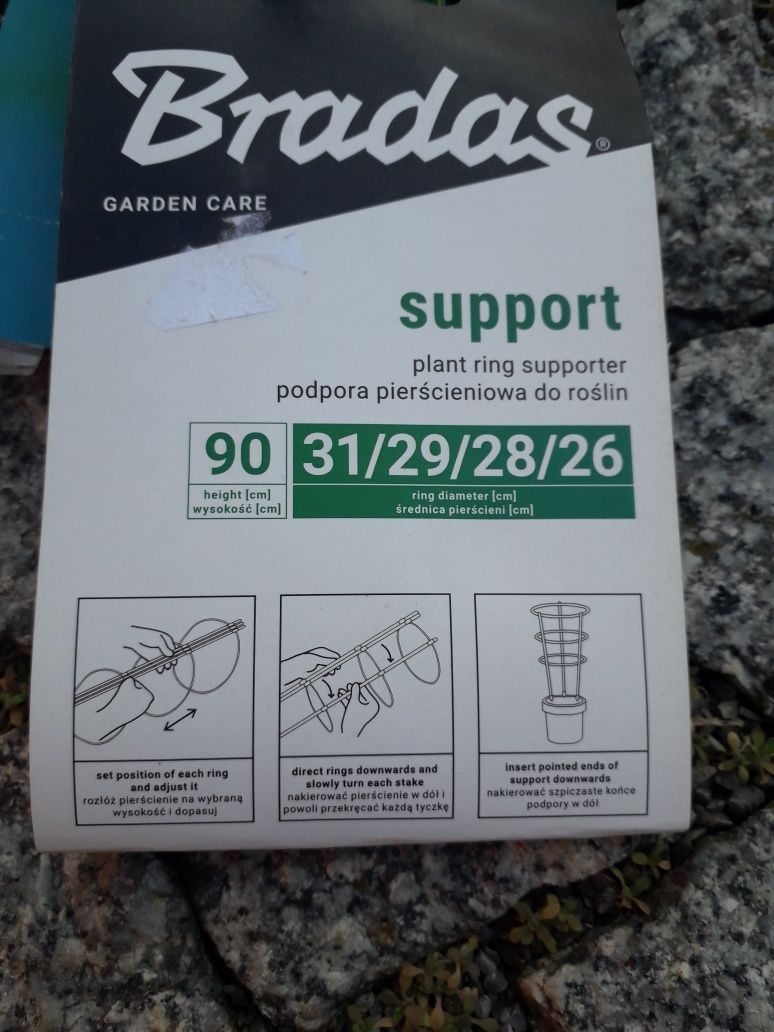 Bradas®
GARDEN CARE
support
plant ring supporter
podpora pierścieniowa do roślin
90
height [cm]
wysokość [cm]
31/29/28/26
ring diameter [cm]
średnica pierścieni [cm]
set position of each ring
and adjust it
rozłóż pierścienie na wybraną
wysokość i dopasuj
direct rings downwards and
slowly turn each stake
nakierować pierścienie w dół i
powoli przekręcać każdą tyczkę
insert pointed ends of
support downwards
nakierować szpiczaste końce
podpory w dół